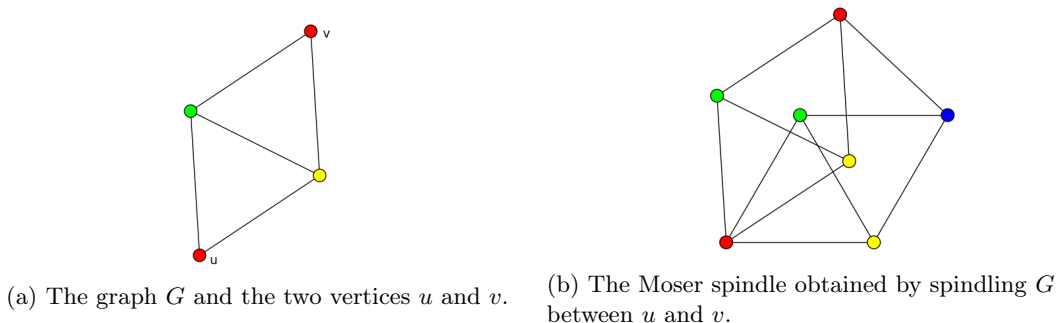 v
u
(a) The graph G and the two vertices u and v.
(b) The Moser spindle obtained by spindling G
between u and v.